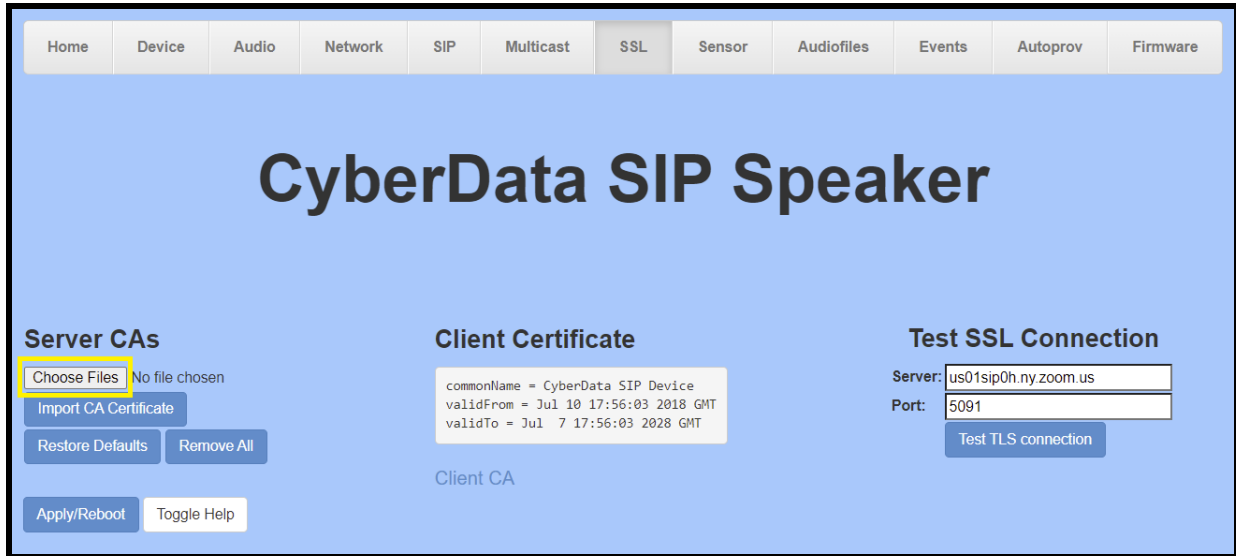 Home Device Audio Network SIP Multicast SSL Sensor Audiofiles Events Autoprov Firmware
CyberData SIP Speaker
Server CAs
Choose Files No file chosen
Import CA Certificate
Restore Defaults Remove All
Apply/Reboot Toggle Help
Client Certificate
commonName = CyberData SIP Device
validFrom = Jul 10 17:56:03 2018 GMT
validTo = Jul  7 17:56:03 2028 GMT
Client CA
Test SSL Connection
Server: us01sip0h.ny.zoom.us
Port: 5091
Test TLS connection